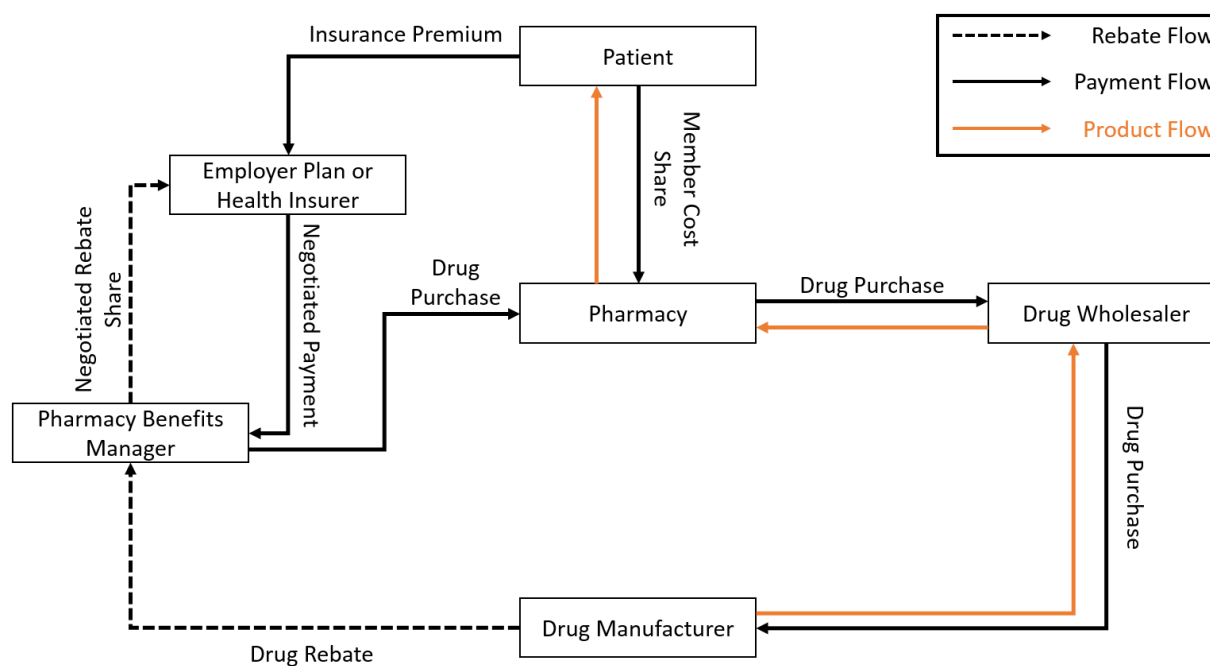 Insurance Premium
Patient
Rebate Flow
Payment Flow
Product Flow
Member Cost
Share
Employer Plan or
Health Insurer
Negotiated Rebate
Share
Negotiated Payment
Drug
Purchase
Pharmacy
Drug Purchase
Drug Wholesaler
Pharmacy Benefits
Manager
Drug Purchase
Drug Manufacturer
Drug Rebate